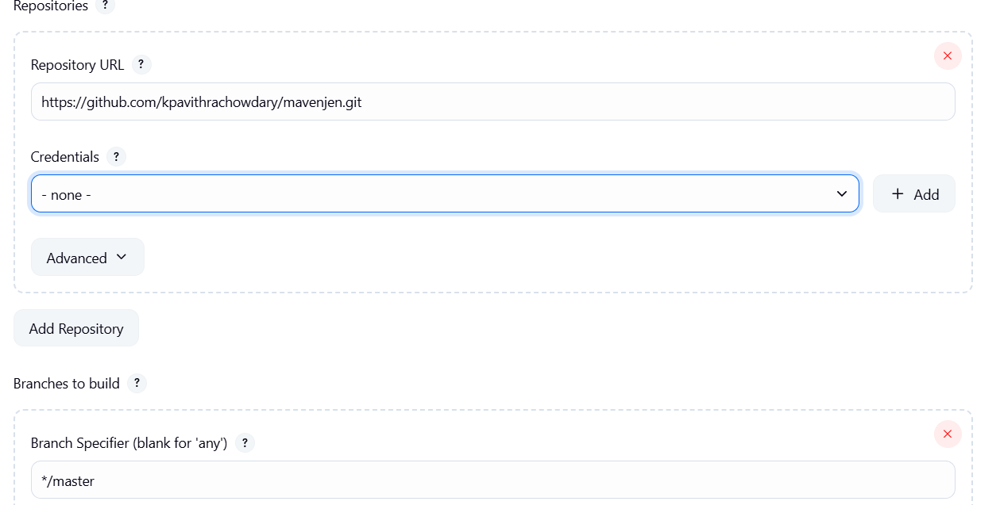 Repositories ?
Repository URL ?
https://github.com/kpavithrachowdary/mavenjen.git
Credentials ?
- none -
+ Add
Advanced
Add Repository
Branches to build ?
Branch Specifier (blank for 'any') ?
*/master